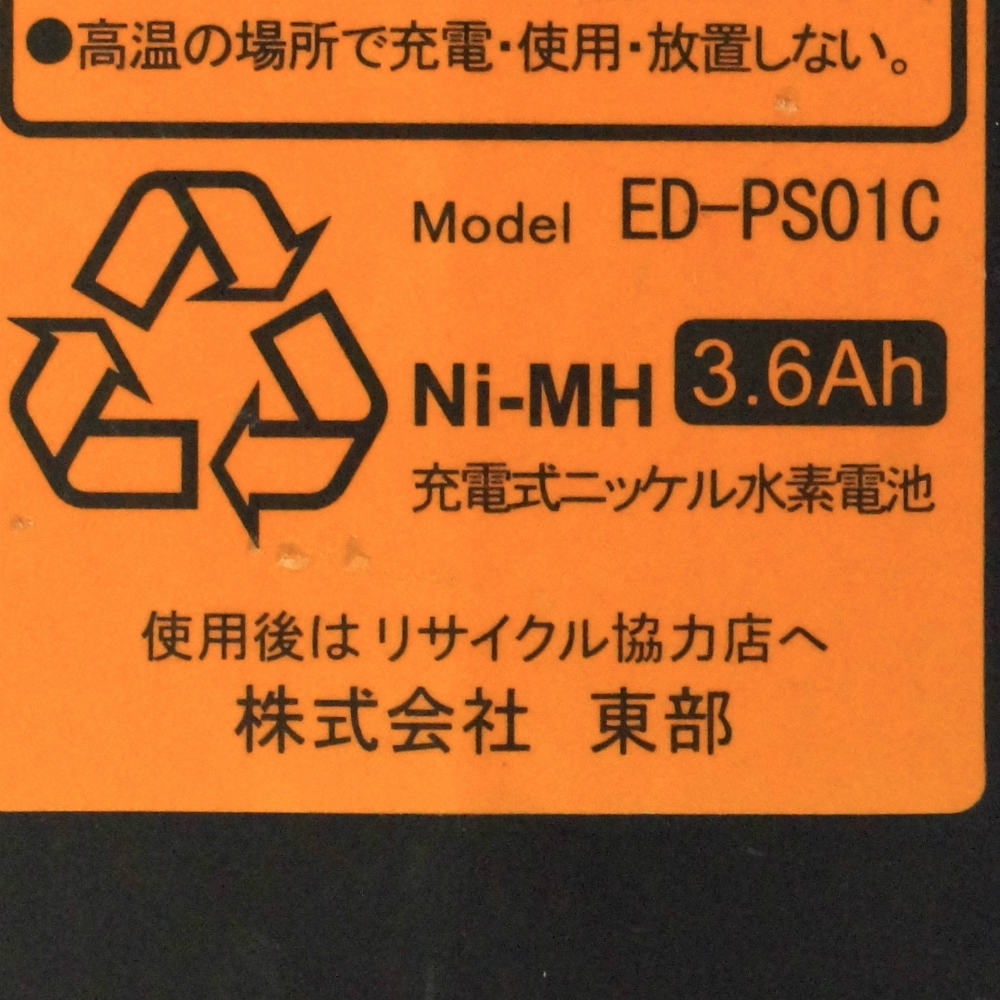 ●高温の場所で充電・使用・放置しない。
Model ED-PS01C
Ni-MH 3.6Ah
充電式ニッケル水素電池
使用後はリサイクル協力店へ
株式会社 東部